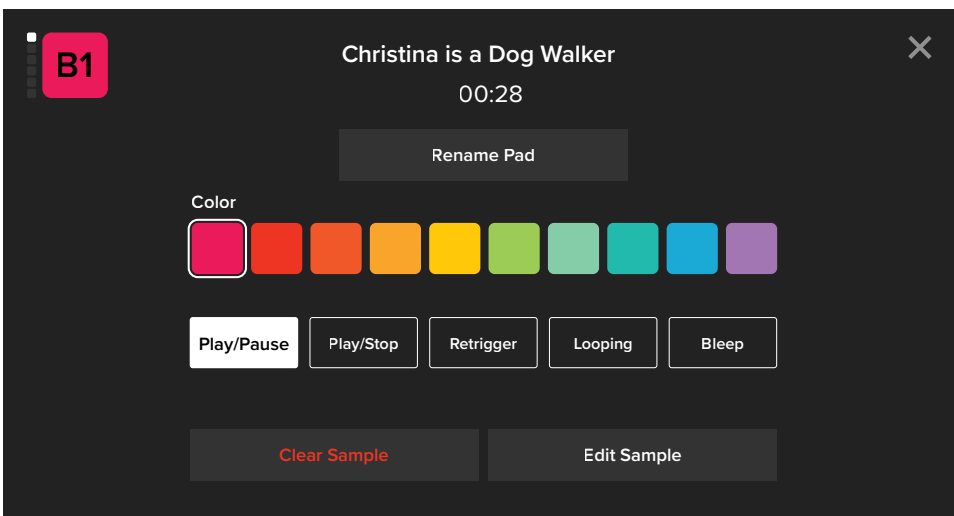 B1
Christina is a Dog Walker
00:28
Rename Pad
Color
Play/Pause
Play/Stop
Retrigger
Looping
Bleep
Clear Sample
Edit Sample